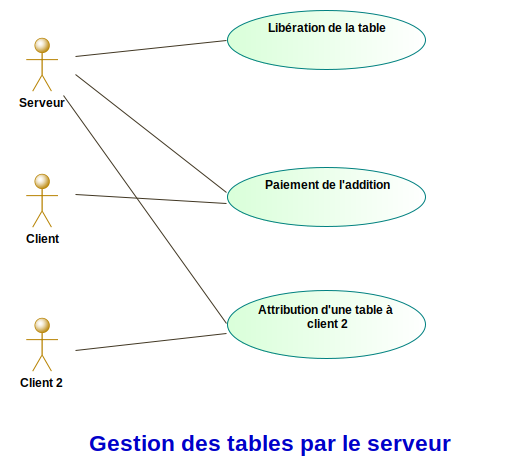 Libération de la table
Serveur
Paiement de l'addition
Client
Attribution d'une table à
client 2
Client 2
Gestion des tables par le serveur